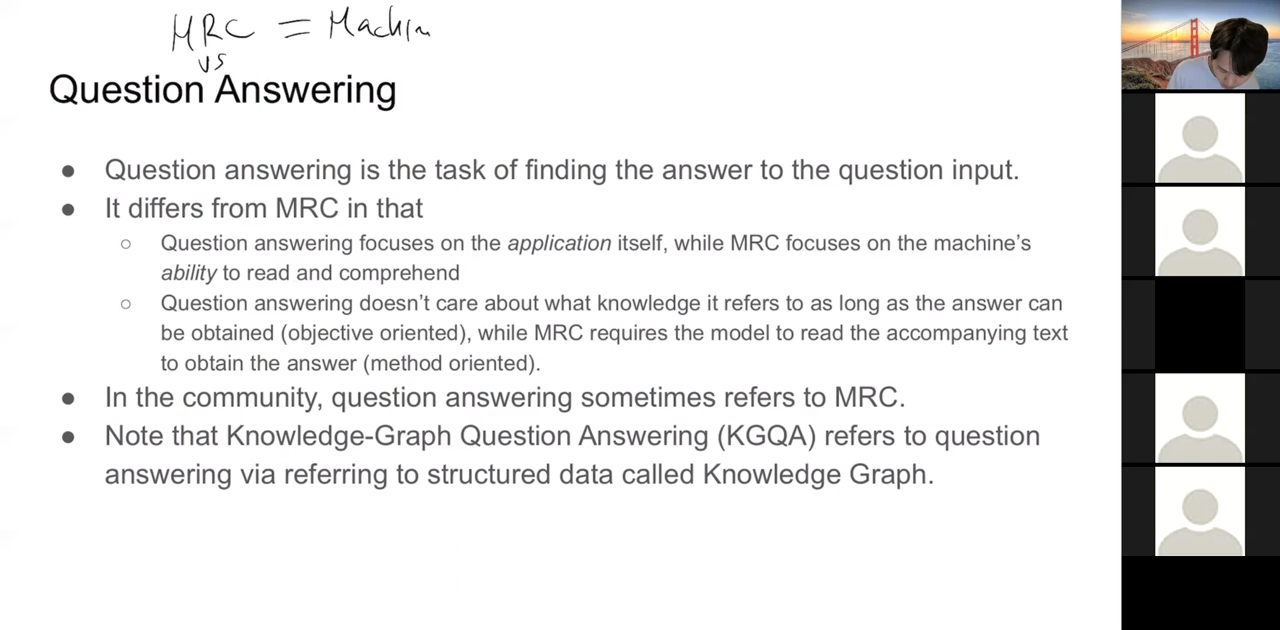 MRC = Machin
vs
Question Answering
● Question answering is the task of finding the answer to the question input.
● It differs from MRC in that
○ Question answering focuses on the application itself, while MRC focuses on the machine's
ability to read and comprehend
○ Question answering doesn't care about what knowledge it refers to as long as the answer can
be obtained (objective oriented), while MRC requires the model to read the accompanying text
to obtain the answer (method oriented).
● In the community, question answering sometimes refers to MRC.
● Note that Knowledge-Graph Question Answering (KGQA) refers to question
answering via referring to structured data called Knowledge Graph.